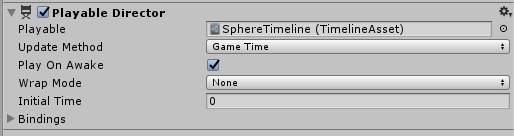 Playable Director
Playable SphereTimeline (TimelineAsset)
Update Method Game Time
Play On Awake
Wrap Mode None
Initial Time 0
Bindings